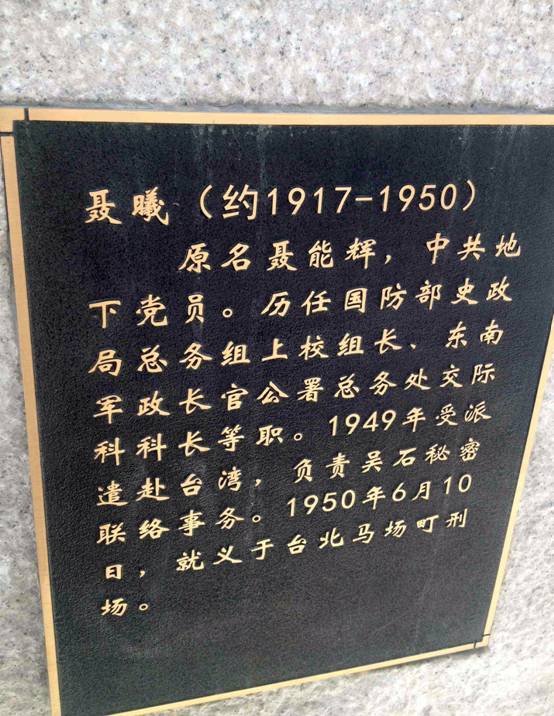 聂曦（约1917-1950）
原名聂能辉，中共地
下党员。历任国防部史政
局总务组上校组长、东南
军政长官公署总务处交际
科科长等职。1949年受派
遣赴台湾，负责吴石秘密
联络事务。1950年6月10
日，就义于台北马场町刑
场。